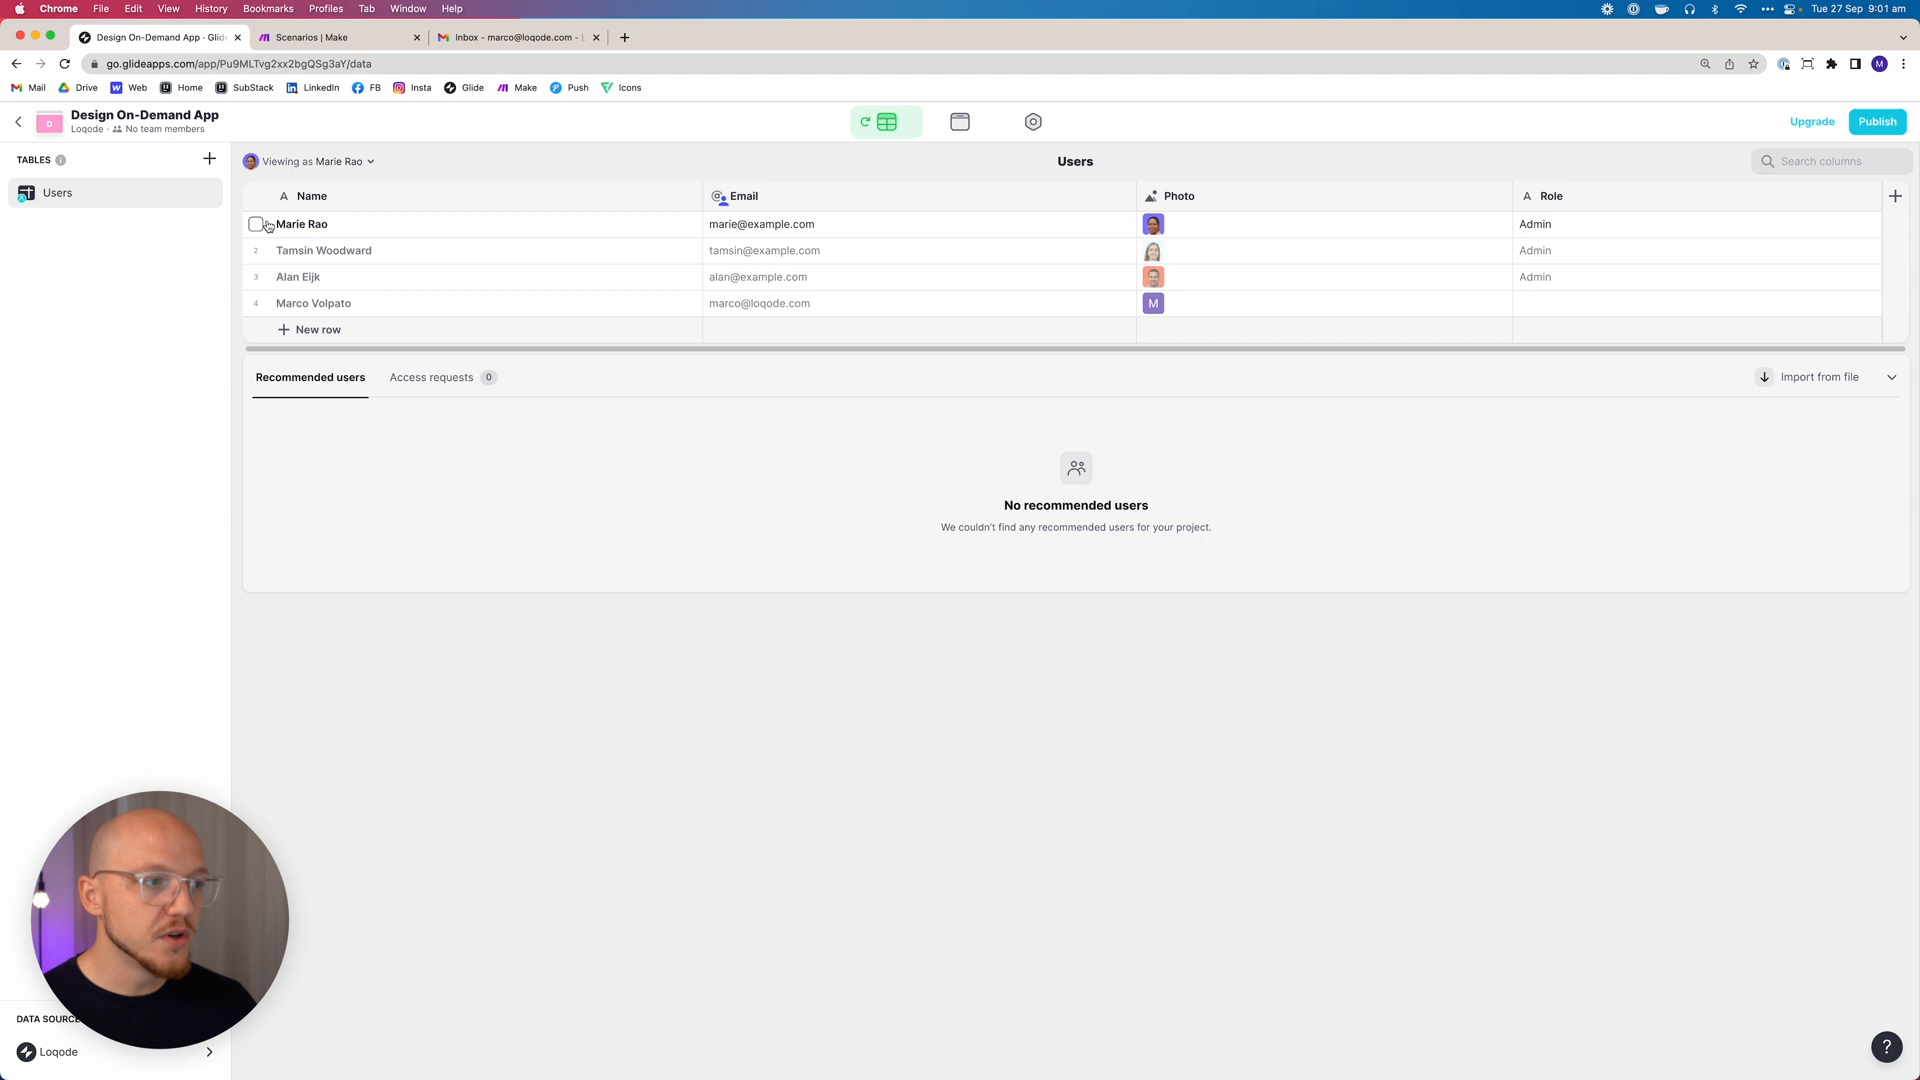 Chrome File Edit View History Bookmarks Profiles Tab Window Help Tue 27 Sep 9:01 am
Design On-Demand App · Glid Scenarios | Make Inbox - marco@loqode.com - L
go.glideapps.com/app/Pu9MLTvg2xx2bgQSg3aY/data M
Mail Drive Web Home SubStack LinkedIn FB Insta Glide Make Push Icons
D Design On-Demand App Upgrade Publish
Loqode · No team members
TABLES
Users
Viewing as Marie Rao Users Search columns
A Name Email Photo A Role
Marie Rao marie@example.com Admin
2 Tamsin Woodward tamsin@example.com Admin
3 Alan Eijk alan@example.com Admin
4 Marco Volpato marco@loqode.com M
New row
Recommended users Access requests 0 Import from file
No recommended users
We couldn't find any recommended users for your project.
DATA SOURC
Loqode
?